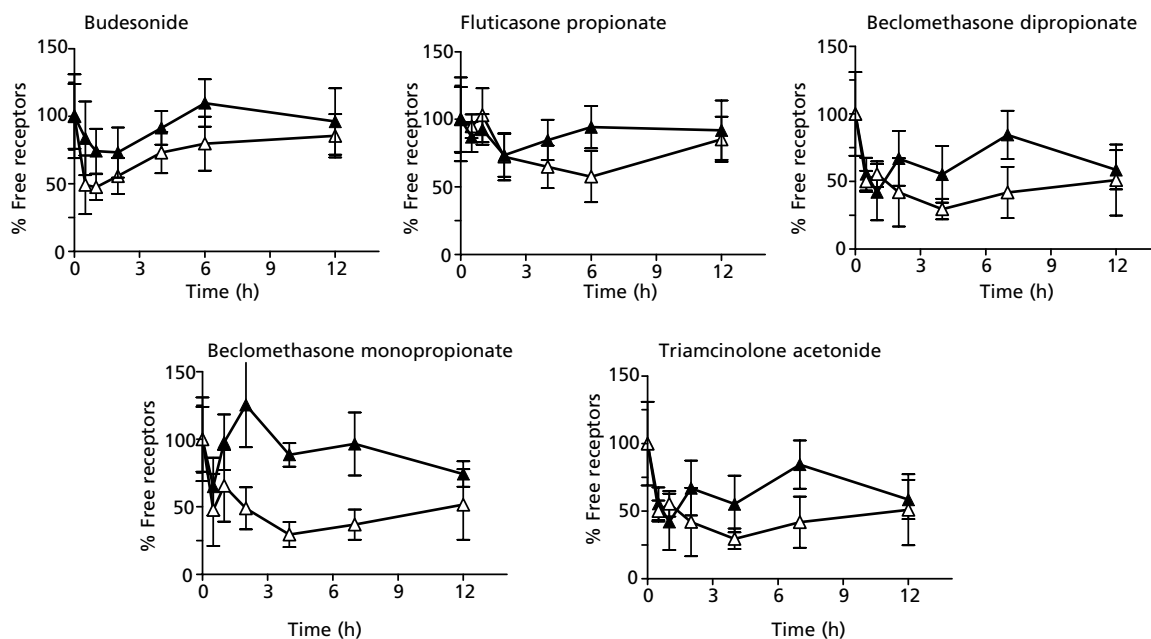 Budesonide
150
100
50
0
% Free receptors
0 3 6 9 12
Time (h)
Fluticasone propionate
150
100
50
0
% Free receptors
0 3 6 9 12
Time (h)
Beclomethasone dipropionate
150
100
50
0
% Free receptors
0 3 6 9 12
Time (h)
Beclomethasone monopropionate
150
100
50
0
% Free receptors
0 3 6 9 12
Time (h)
Triamcinolone acetonide
150
100
50
0
% Free receptors
0 3 6 9 12
Time (h)